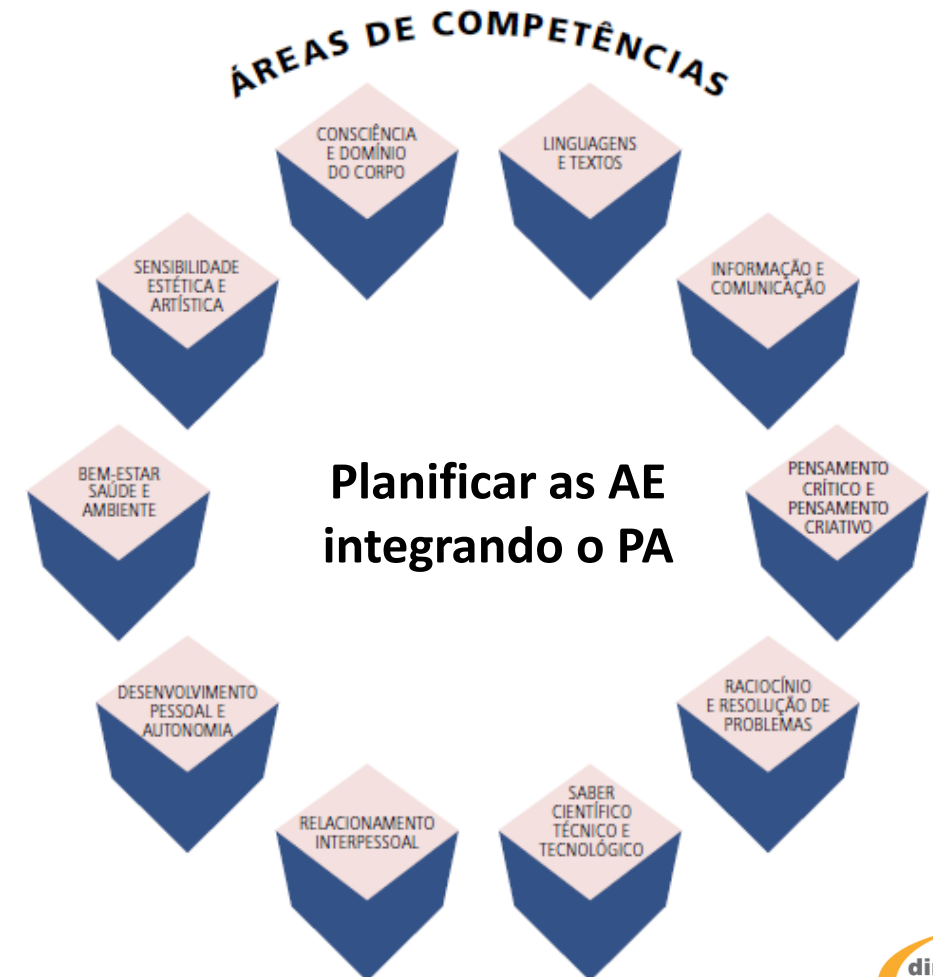 ÁREAS DE COMPETÊNCIAS
CONSCIÊNCIA
E DOMÍNIO
DO CORPO
LINGUAGENS
E TEXTOS
SENSIBILIDADE
ESTÉTICA E
ARTÍSTICA
INFORMAÇÃO E
COMUNICAÇÃO
BEM-ESTAR
SAÚDE E
AMBIENTE
Planificar as AE
integrando o PA
PENSAMENTO
CRÍTICO E
PENSAMENTO
CRIATIVO
DESENVOLVIMENTO
PESSOAL E
AUTONOMIA
RACIOCÍNIO
E RESOLUÇÃO DE
PROBLEMAS
RELACIONAMENTO
INTERPESSOAL
SABER
CIENTÍFICO
TÉCNICO E
TECNOLÓGICO